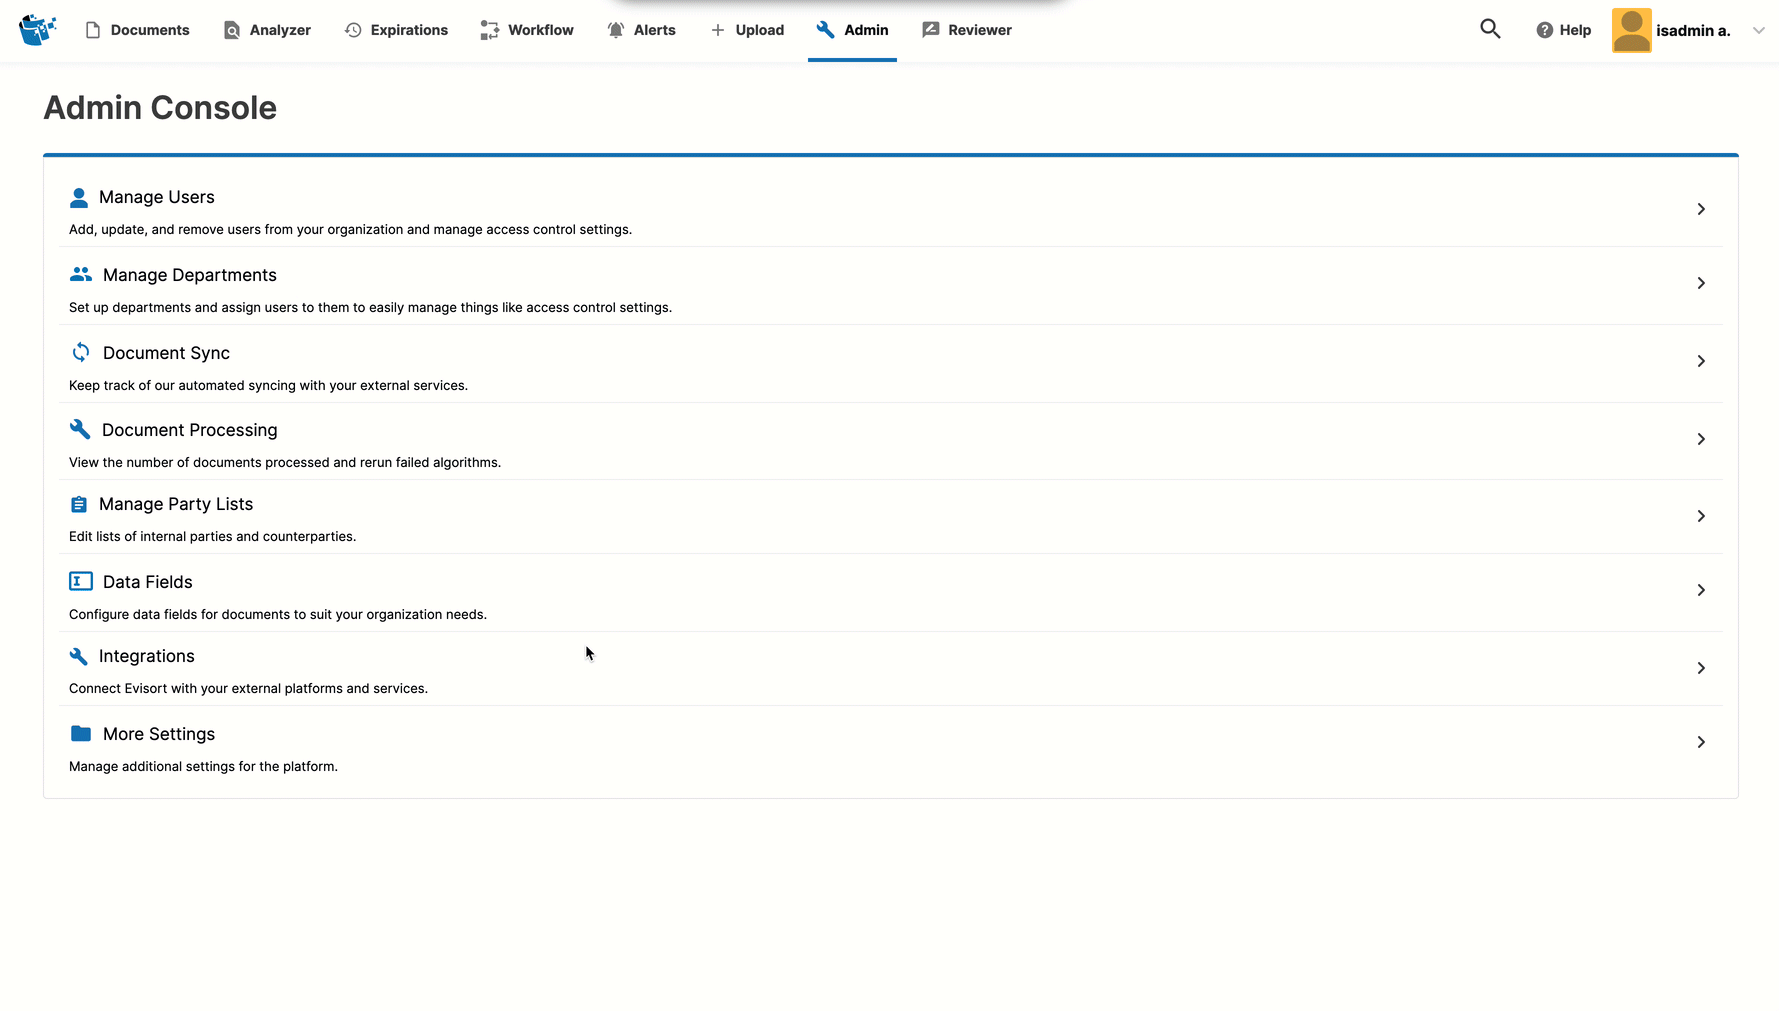 Documents Analyzer Expirations Workflow Alerts Upload Admin Reviewer Help isadmin a.
Admin Console
Manage Users
Add, update, and remove users from your organization and manage access control settings.
Manage Departments
Set up departments and assign users to them to easily manage things like access control settings.
Document Sync
Keep track of our automated syncing with your external services.
Document Processing
View the number of documents processed and rerun failed algorithms.
Manage Party Lists
Edit lists of internal parties and counterparties.
Data Fields
Configure data fields for documents to suit your organization needs.
Integrations
Connect Evisort with your external platforms and services.
More Settings
Manage additional settings for the platform.